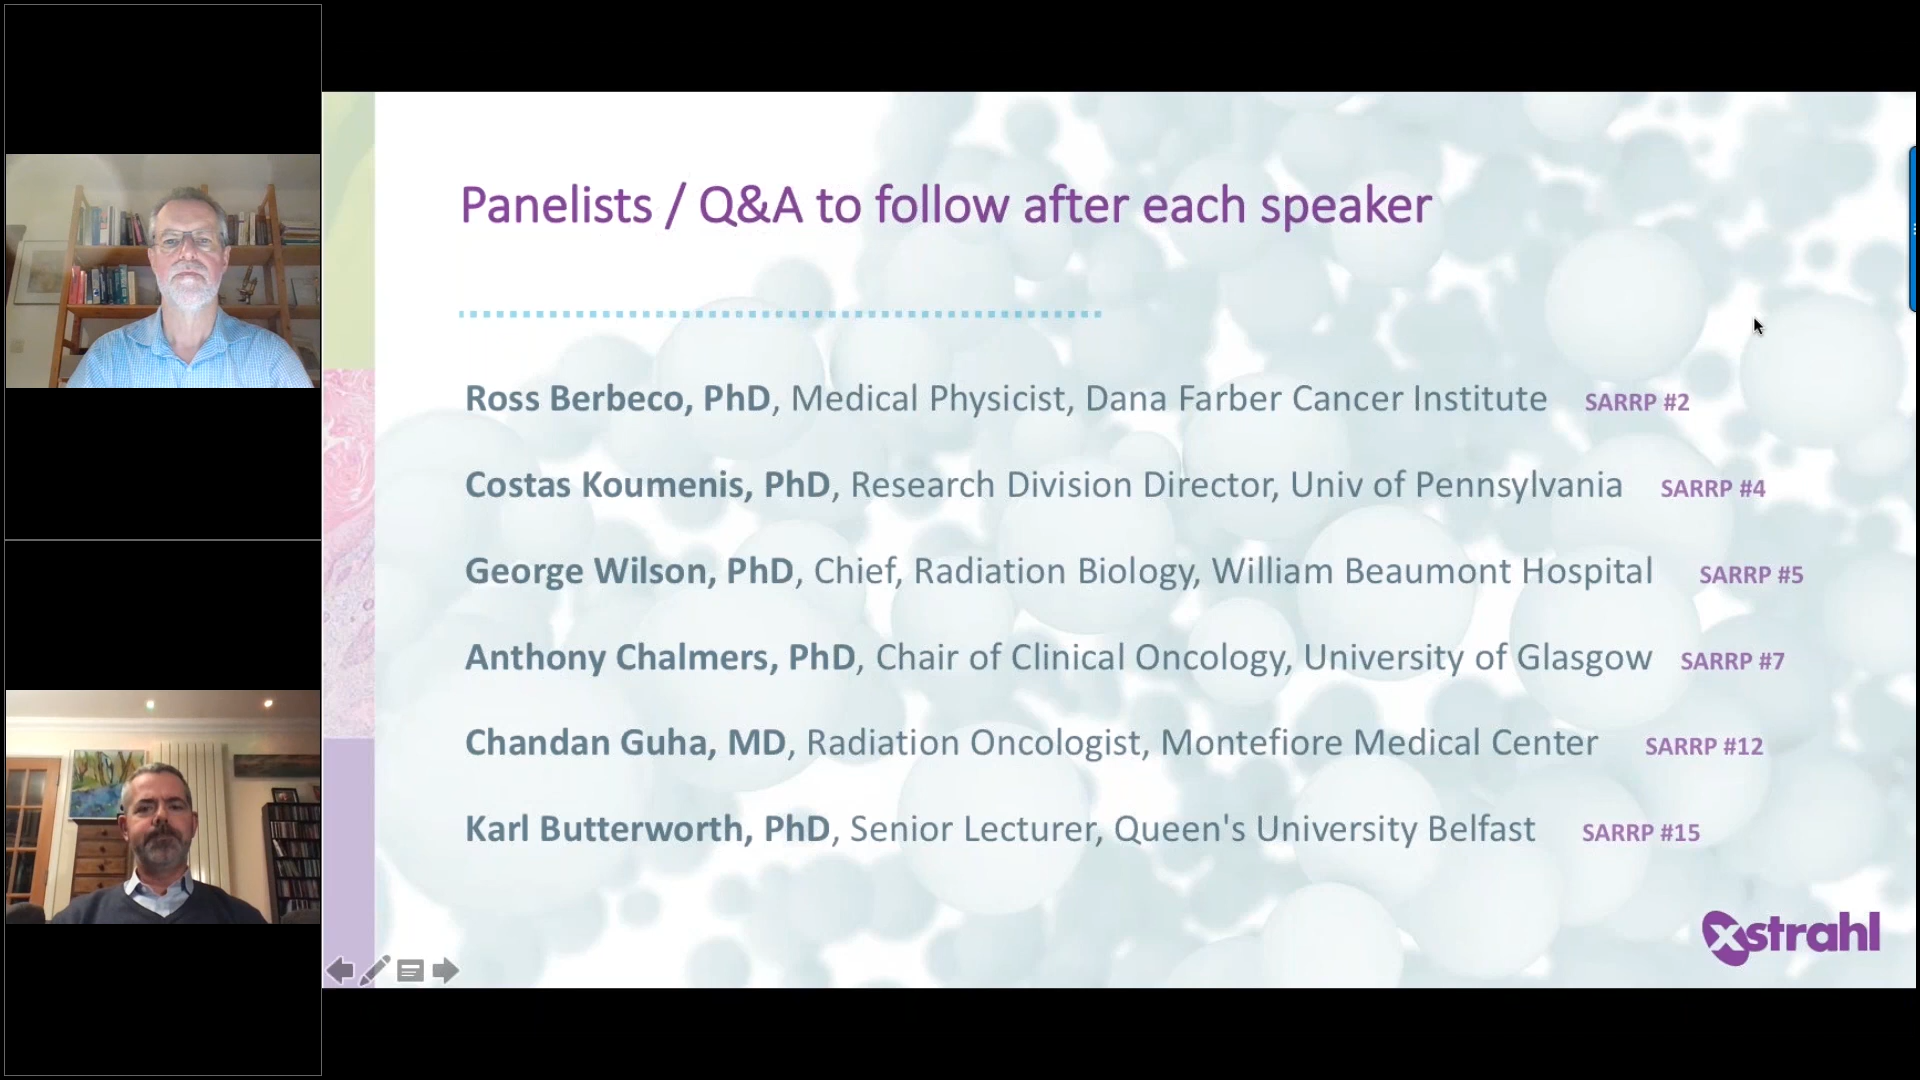 Panelists / Q&A to follow after each speaker
Ross Berbeco, PhD, Medical Physicist, Dana Farber Cancer Institute SARRP #2
Costas Koumenis, PhD, Research Division Director, Univ of Pennsylvania SARRP #4
George Wilson, PhD, Chief, Radiation Biology, William Beaumont Hospital SARRP #5
Anthony Chalmers, PhD, Chair of Clinical Oncology, University of Glasgow SARRP #7
Chandan Guha, MD, Radiation Oncologist, Montefiore Medical Center SARRP #12
Karl Butterworth, PhD, Senior Lecturer, Queen's University Belfast SARRP #15
xstrahl